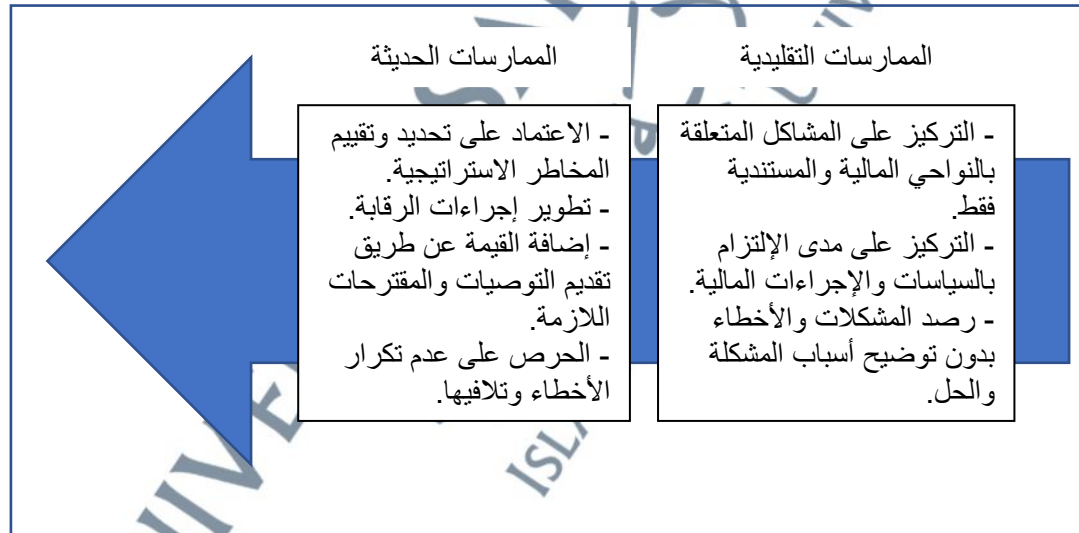 الممارسات التقليدية
- التركيز على المشاكل المتعلقة
بالنواحي المالية والمستندية
فقط.
- التركيز على مدى الإلتزام
بالسياسات والإجراءات المالية.
- رصد المشكلات والأخطاء
بدون توضيح أسباب المشكلة
والحل.
الممارسات الحديثة
- الاعتماد على تحديد وتقييم
المخاطر الاستراتيجية.
- تطوير إجراءات الرقابة.
- إضافة القيمة عن طريق
تقديم التوصيات والمقترحات
اللازمة.
- الحرص على عدم تكرار
الأخطاء وتلافيها.